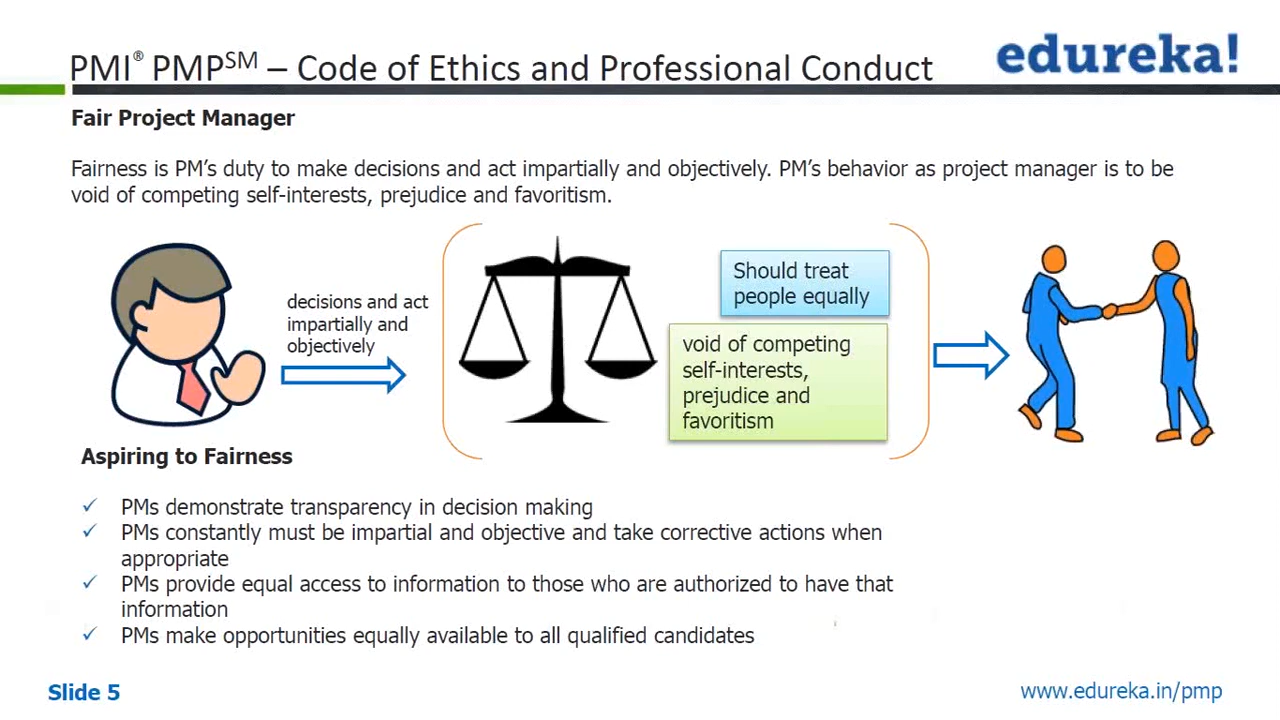 PMI® PMP℠ – Code of Ethics and Professional Conduct
edureka!
Fair Project Manager
Fairness is PM’s duty to make decisions and act impartially and objectively. PM’s behavior as project manager is to be
void of competing self-interests, prejudice and favoritism.
decisions and act
impartially and
objectively
Should treat
people equally
void of competing
self-interests,
prejudice and
favoritism
Aspiring to Fairness
✓ PMs demonstrate transparency in decision making
✓ PMs constantly must be impartial and objective and take corrective actions when
appropriate
✓ PMs provide equal access to information to those who are authorized to have that
information
✓ PMs make opportunities equally available to all qualified candidates
Slide 5
www.edureka.in/pmp